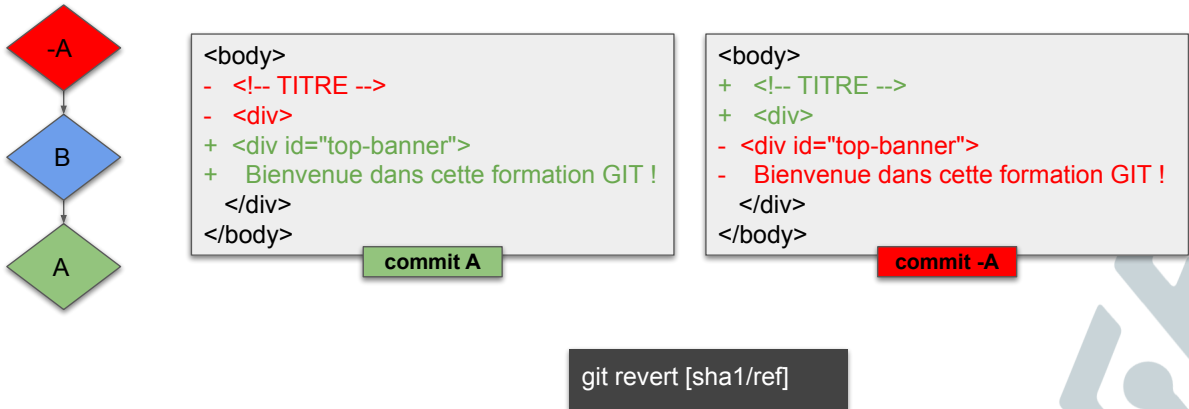 -A
B
A
<body>
-   <!-- TITRE -->
-  <div>
+  <div id="top-banner">
+    Bienvenue dans cette formation GIT !
</div>
</body>
commit A
<body>
+   <!-- TITRE -->
+   <div>
-  <div id="top-banner">
-    Bienvenue dans cette formation GIT !
</div>
</body>
commit -A
git revert [sha1/ref]